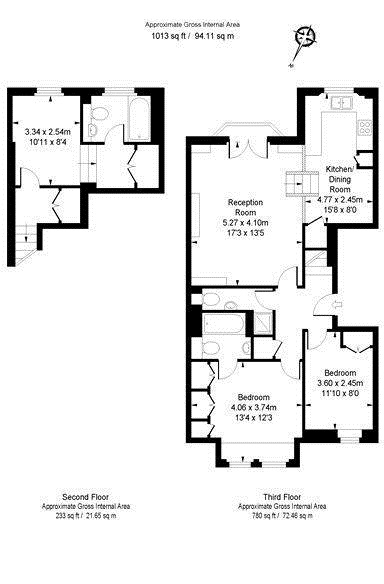 Approximate Gross Internal Area
1013 sq ft / 94.11 sq m
3.34 x 2.54m
10'11 x 8'4
Kitchen/
Dining
Room
4.77 x 2.45m
15'8 x 8'0
Reception
Room
5.27 x 4.10m
17'3 x 13'5
Bedroom
3.60 x 2.45m
11'10 x 8'0
Bedroom
4.06 x 3.74m
13'4 x 12'3
Second Floor
Approximate Gross Internal Area
233 sq ft / 21.65 sq m
Third Floor
Approximate Gross Internal Area
780 sq ft / 72.46 sq m